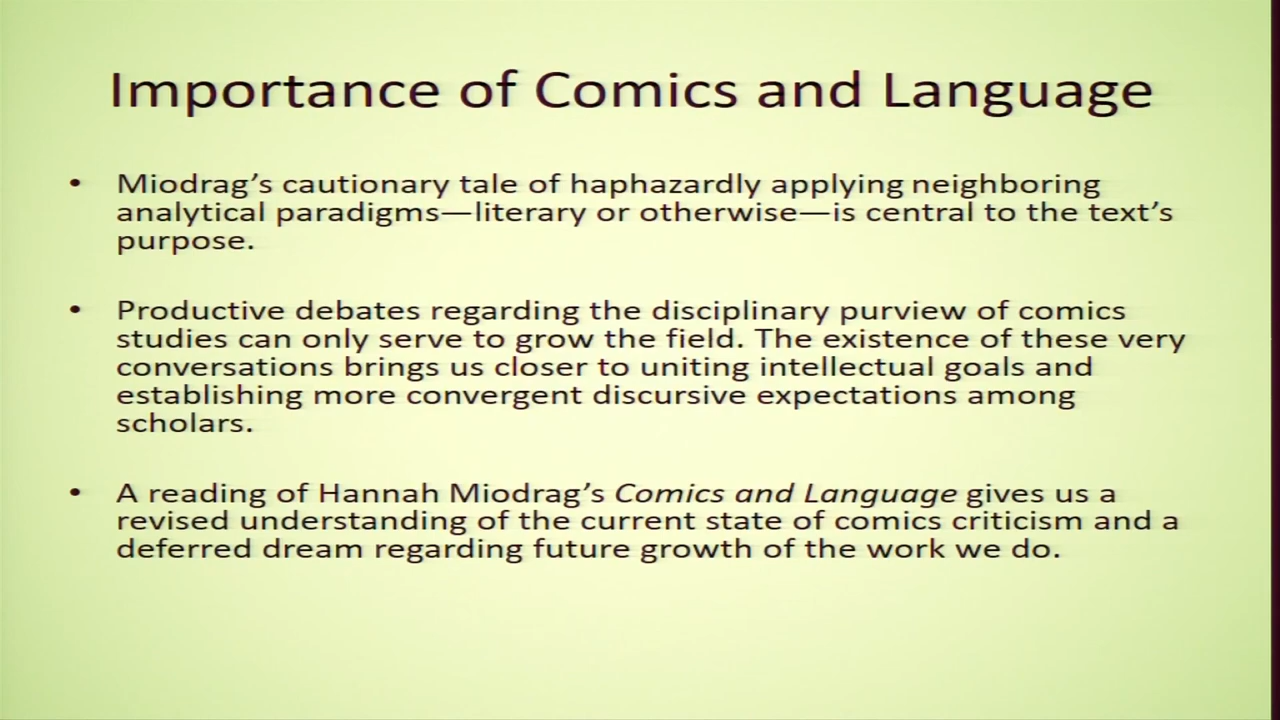 Importance of Comics and Language
• Miodrag’s cautionary tale of haphazardly applying neighboring
analytical paradigms—literary or otherwise—is central to the text’s
purpose.
• Productive debates regarding the disciplinary purview of comics
studies can only serve to grow the field. The existence of these very
conversations brings us closer to uniting intellectual goals and
establishing more convergent discursive expectations among
scholars.
• A reading of Hannah Miodrag’s Comics and Language gives us a
revised understanding of the current state of comics criticism and a
deferred dream regarding future growth of the work we do.